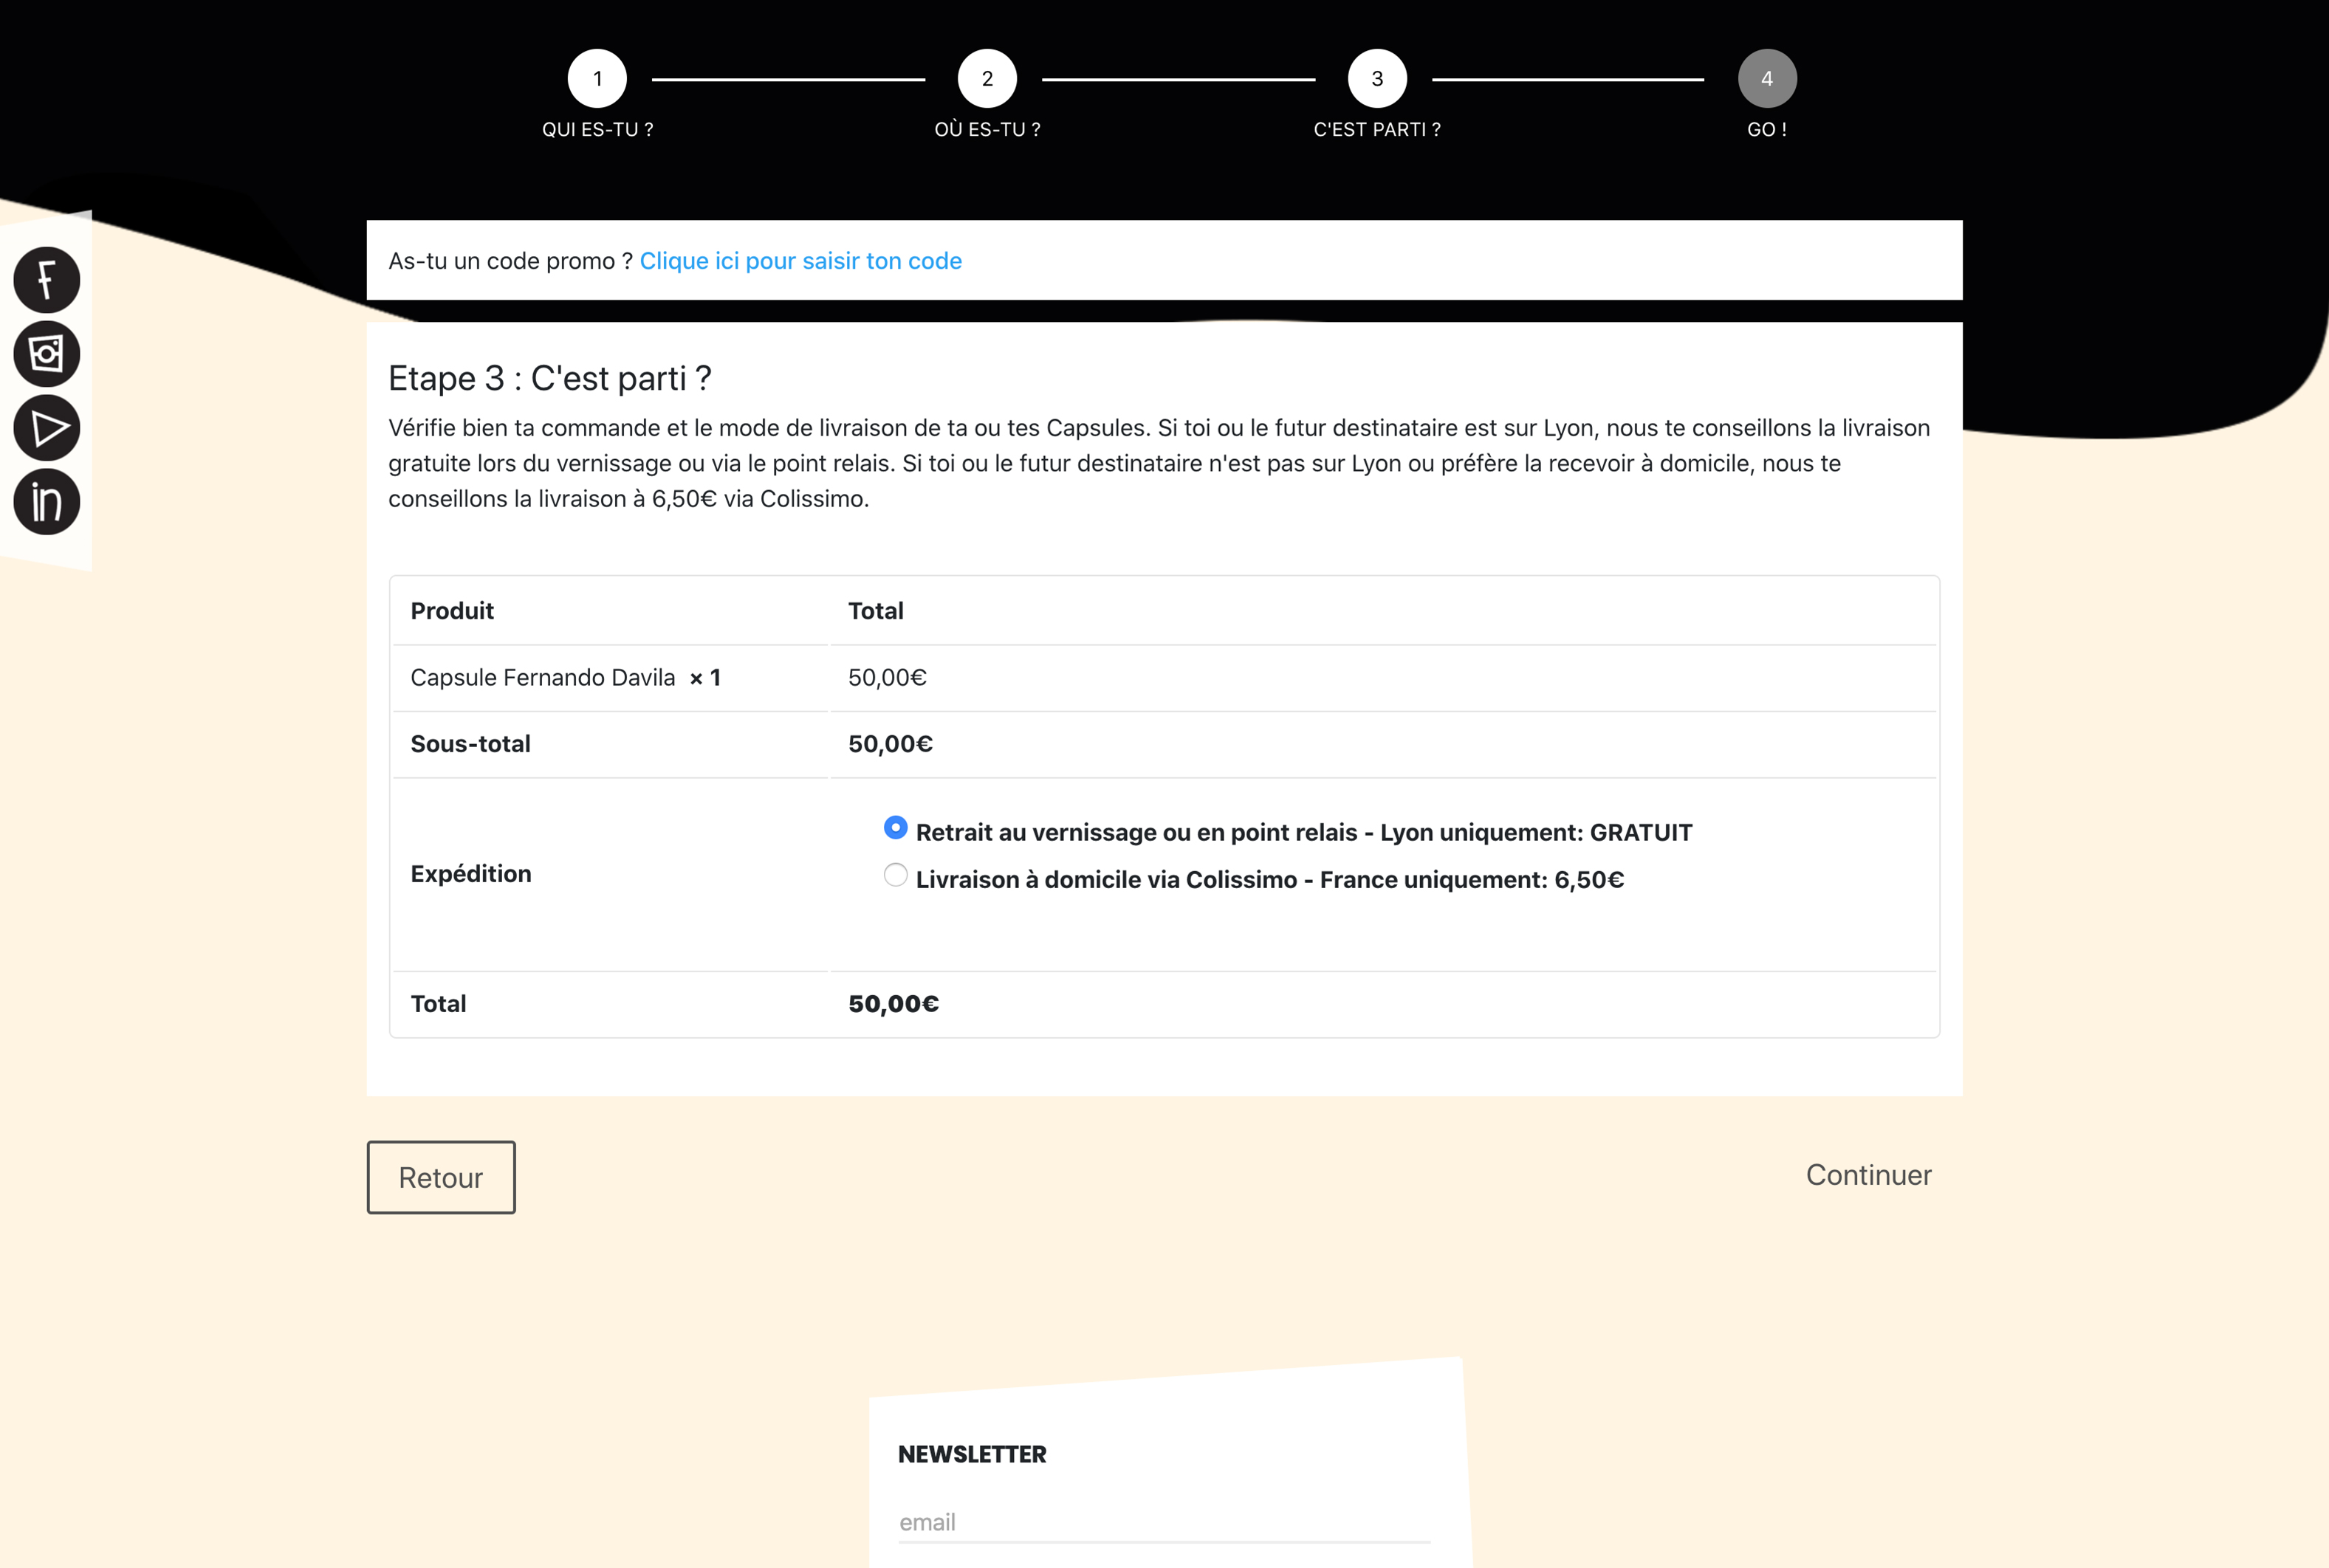 1
2
3
4
QUI ES-TU ?
OÙ ES-TU ?
C'EST PARTI ?
GO !
As-tu un code promo ? Clique ici pour saisir ton code
f
in
Etape 3 : C'est parti ?
Vérifie bien ta commande et le mode de livraison de ta ou tes Capsules. Si toi ou le futur destinataire est sur Lyon, nous te conseillons la livraison
gratuite lors du vernissage ou via le point relais. Si toi ou le futur destinataire n'est pas sur Lyon ou préfère la recevoir à domicile, nous te
conseillons la livraison à 6,50€ via Colissimo.
Produit Total
Capsule Fernando Davila × 1 50,00€
Sous-total 50,00€
Expédition
Retrait au vernissage ou en point relais - Lyon uniquement: GRATUIT
Livraison à domicile via Colissimo - France uniquement: 6,50€
Total 50,00€
Retour
Continuer
NEWSLETTER
email